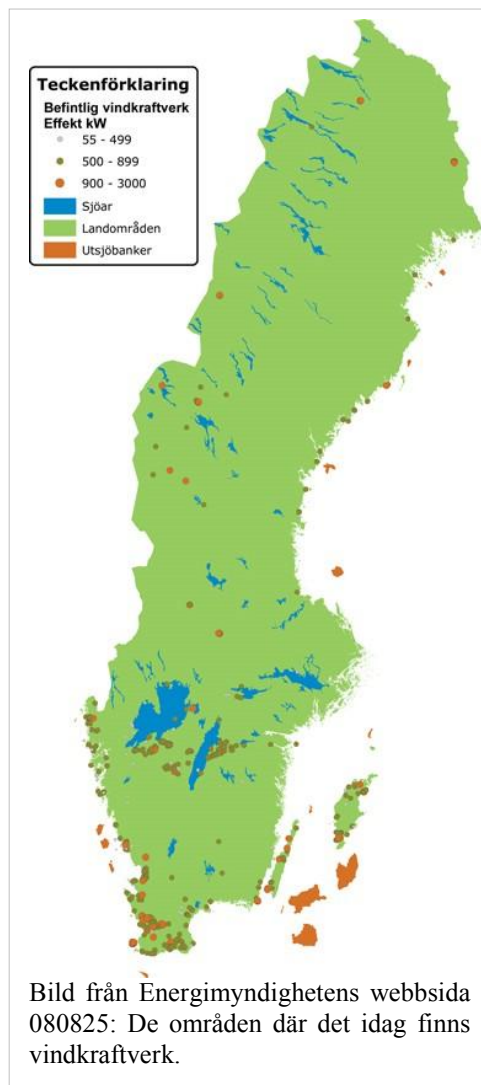 Teckenförklaring
Befintlig vindkraftverk
Effekt kW
55 - 499
500 - 899
900 - 3000
Sjöar
Landområden
Utsjöbanker
Bild från Energimyndighetens webbsida
080825: De områden där det idag finns
vindkraftverk.